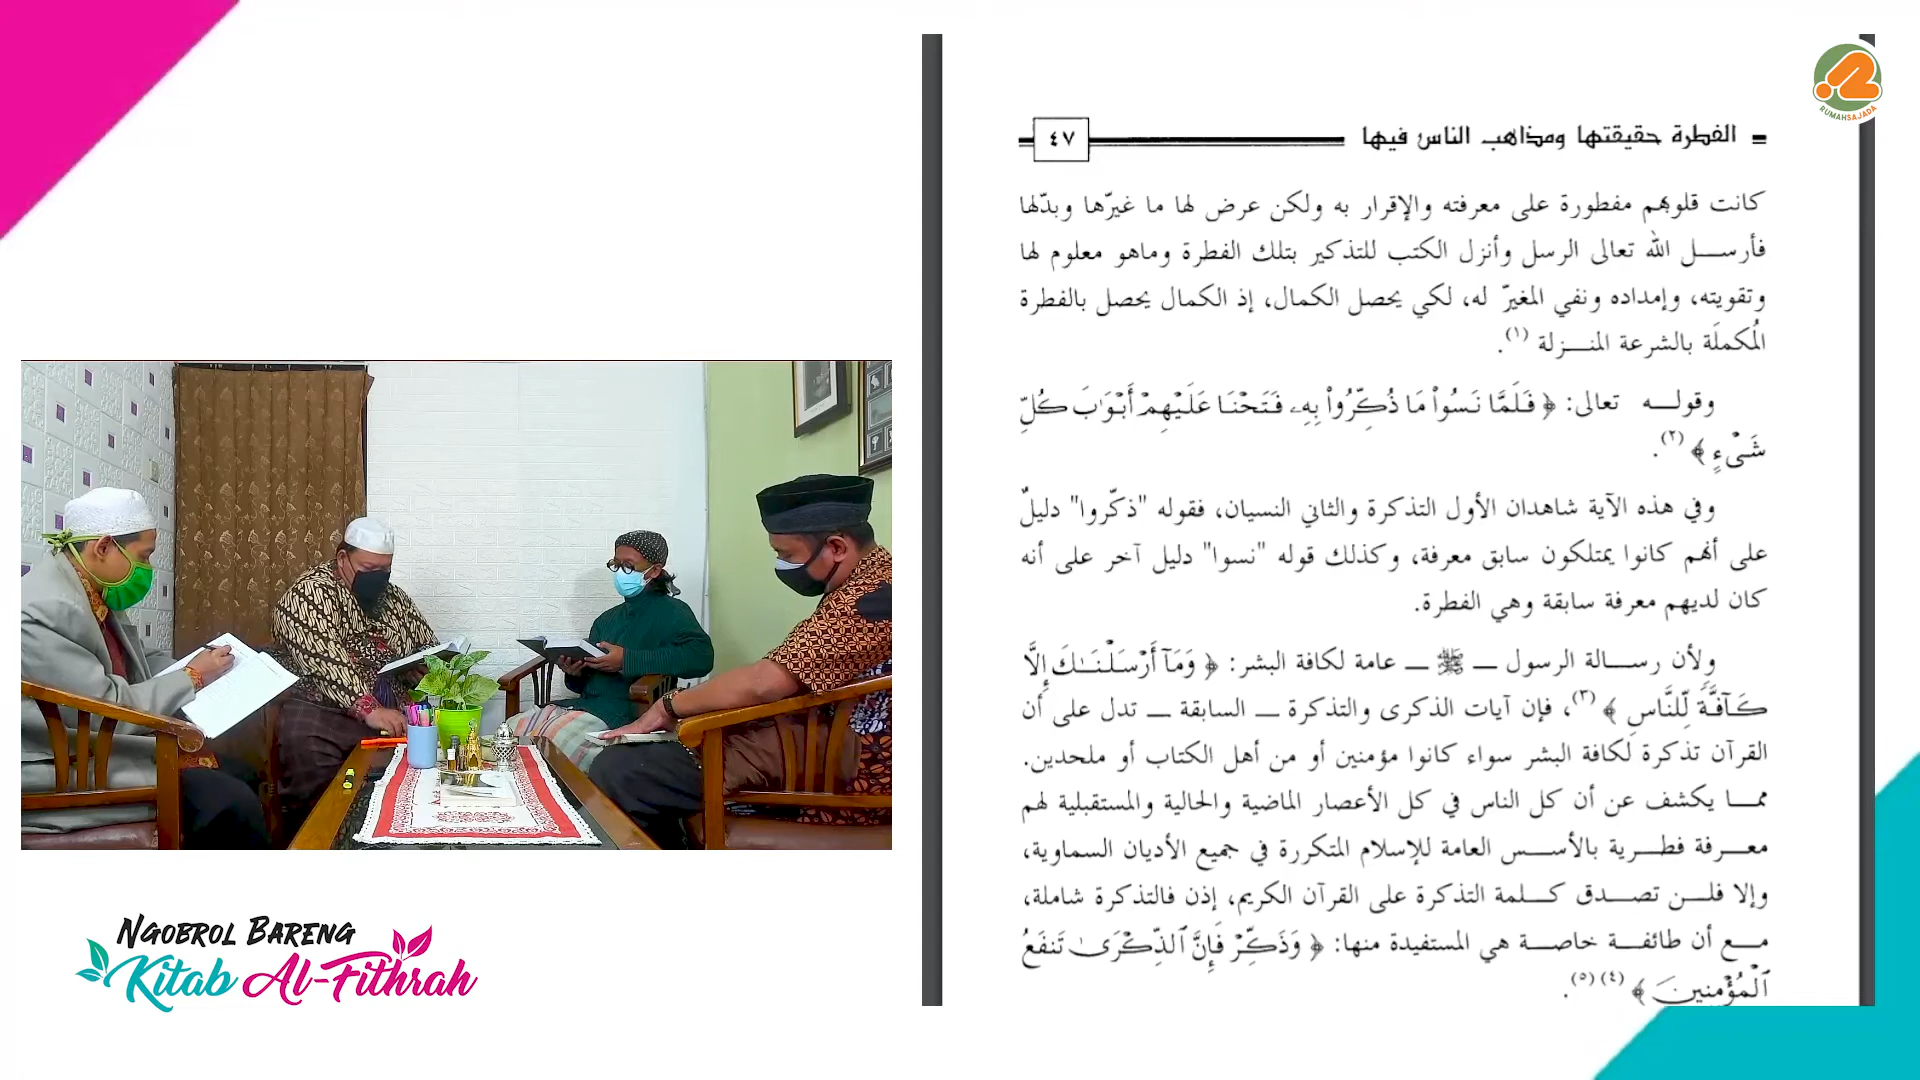 RUMAHSAJADA
الفطرة حقيقتها ومذاهب الناس فيها
٤٧
كانت قلوبهم مفطورة على معرفته والإقرار به ولكن عرض لها ما غيّرها وبدّلها
فأرسل الله تعالى الرسل وأنزل الكتب للتذكير بتلك الفطرة وماهو معلوم لها
وتقويته، وإمداده ونفي المغيّر له، لكي يحصل الكمال، إذ الكمال يحصل بالفطرة
المُكملَة بالشرعة المنزلة (١).
وقوله تعالى: ﴿ فَلَمَّا نَسُواْ مَا ذُكِّرُواْ بِهِۦ فَتَحْنَا عَلَيْهِمْ أَبْوَٰبَ كُلِّ
شَىْءٍ ﴾ (٢).
وفي هذه الآية شاهدان الأول التذكرة والثاني النسيان، فقوله "ذكّروا" دليلٌ
على أنهم كانوا يمتلكون سابق معرفة، وكذلك قوله "نسوا" دليل آخر على أنه
كان لديهم معرفة سابقة وهي الفطرة.
ولأن رسالة الرسول ــ ﷺ ــ عامة لكافة البشر: ﴿ وَمَآ أَرْسَلْنَـٰكَ إِلَّا
كَآفَّةً لِّلنَّاسِ ﴾ (٣)، فإن آيات الذكرى والتذكرة ــ السابقة ــ تدل على أن
القرآن تذكرة لكافة البشر سواء كانوا مؤمنين أو من أهل الكتاب أو ملحدين.
مما يكشف عن أن كل الناس في كل الأعصار الماضية والحالية والمستقبلية لهم
معرفة فطرية بالأسس العامة للإسلام المتكررة في جميع الأديان السماوية،
وإلا فلن تصدق كلمة التذكرة على القرآن الكريم، إذن فالتذكرة شاملة،
مع أن طائفة خاصة هي المستفيدة منها: ﴿ وَذَكِّرْ فَإِنَّ ٱلذِّكْرَىٰ تَنفَعُ
ٱلْمُؤْمِنِينَ ﴾ (٤) (٥).
NGOBROL BARENG
Kitab Al-Fithrah